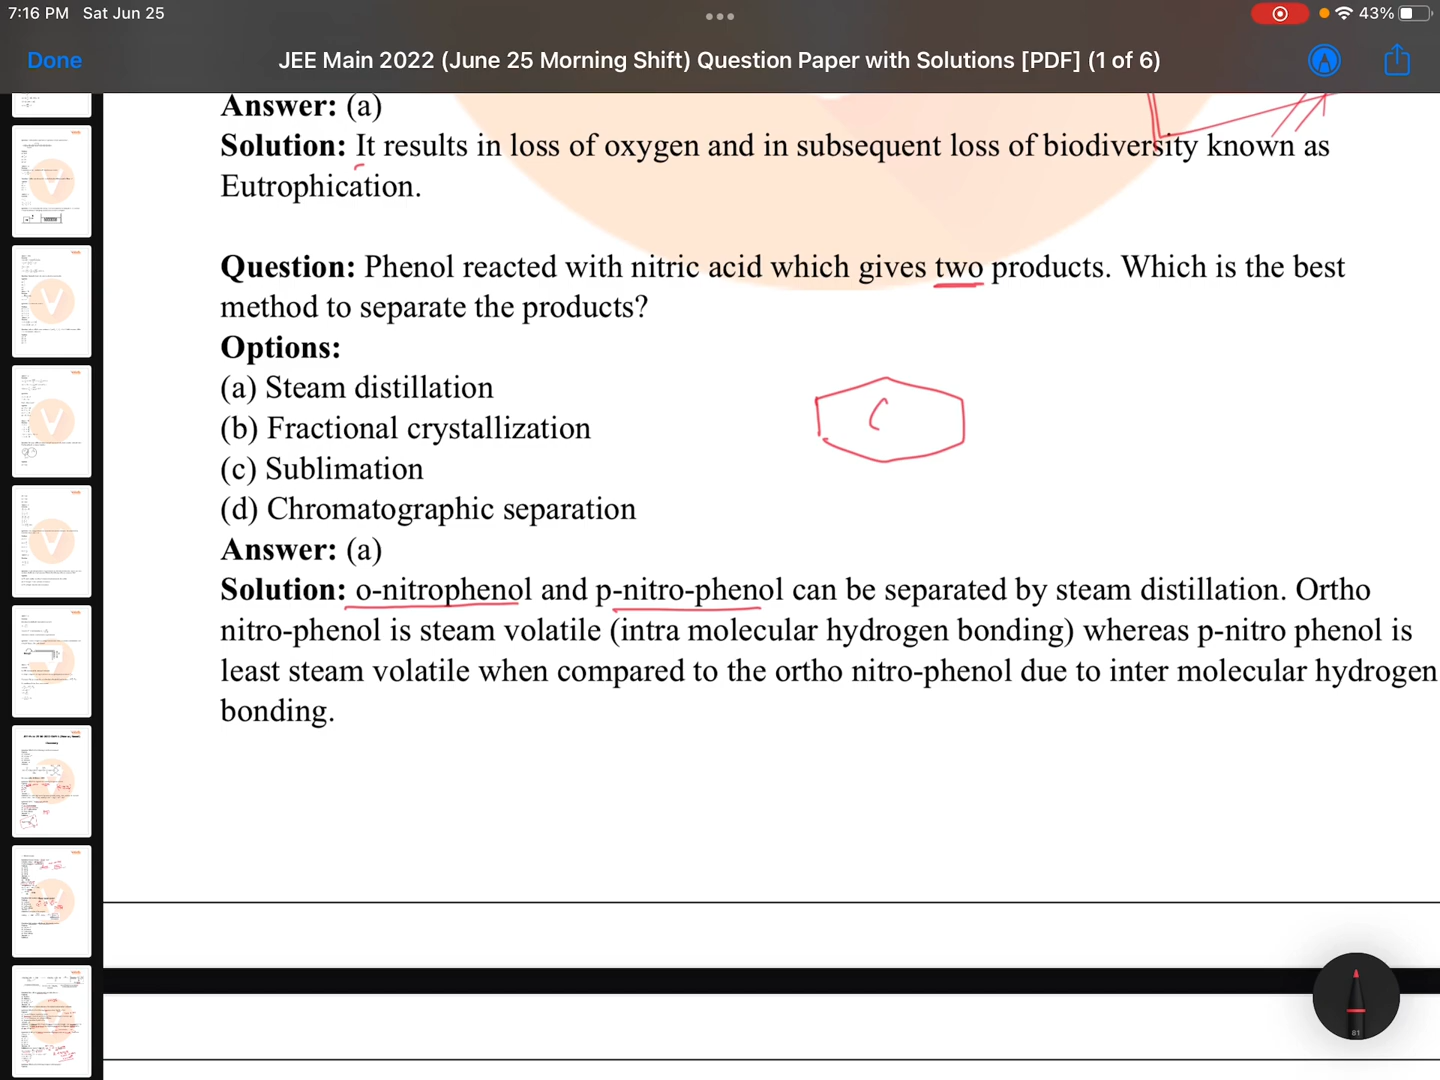 7:16 PM Sat Jun 25
43%
Done
JEE Main 2022 (June 25 Morning Shift) Question Paper with Solutions [PDF] (1 of 6)
Answer: (a)
Solution: It results in loss of oxygen and in subsequent loss of biodiversity known as
Eutrophication.
Question: Phenol reacted with nitric acid which gives two products. Which is the best
method to separate the products?
Options:
(a) Steam distillation
(b) Fractional crystallization
(c) Sublimation
(d) Chromatographic separation
Answer: (a)
Solution: o-nitrophenol and p-nitro-phenol can be separated by steam distillation. Ortho
nitro-phenol is steam volatile (intra molecular hydrogen bonding) whereas p-nitro phenol is
least steam volatile when compared to the ortho nitro-phenol due to inter molecular hydrogen
bonding.
81